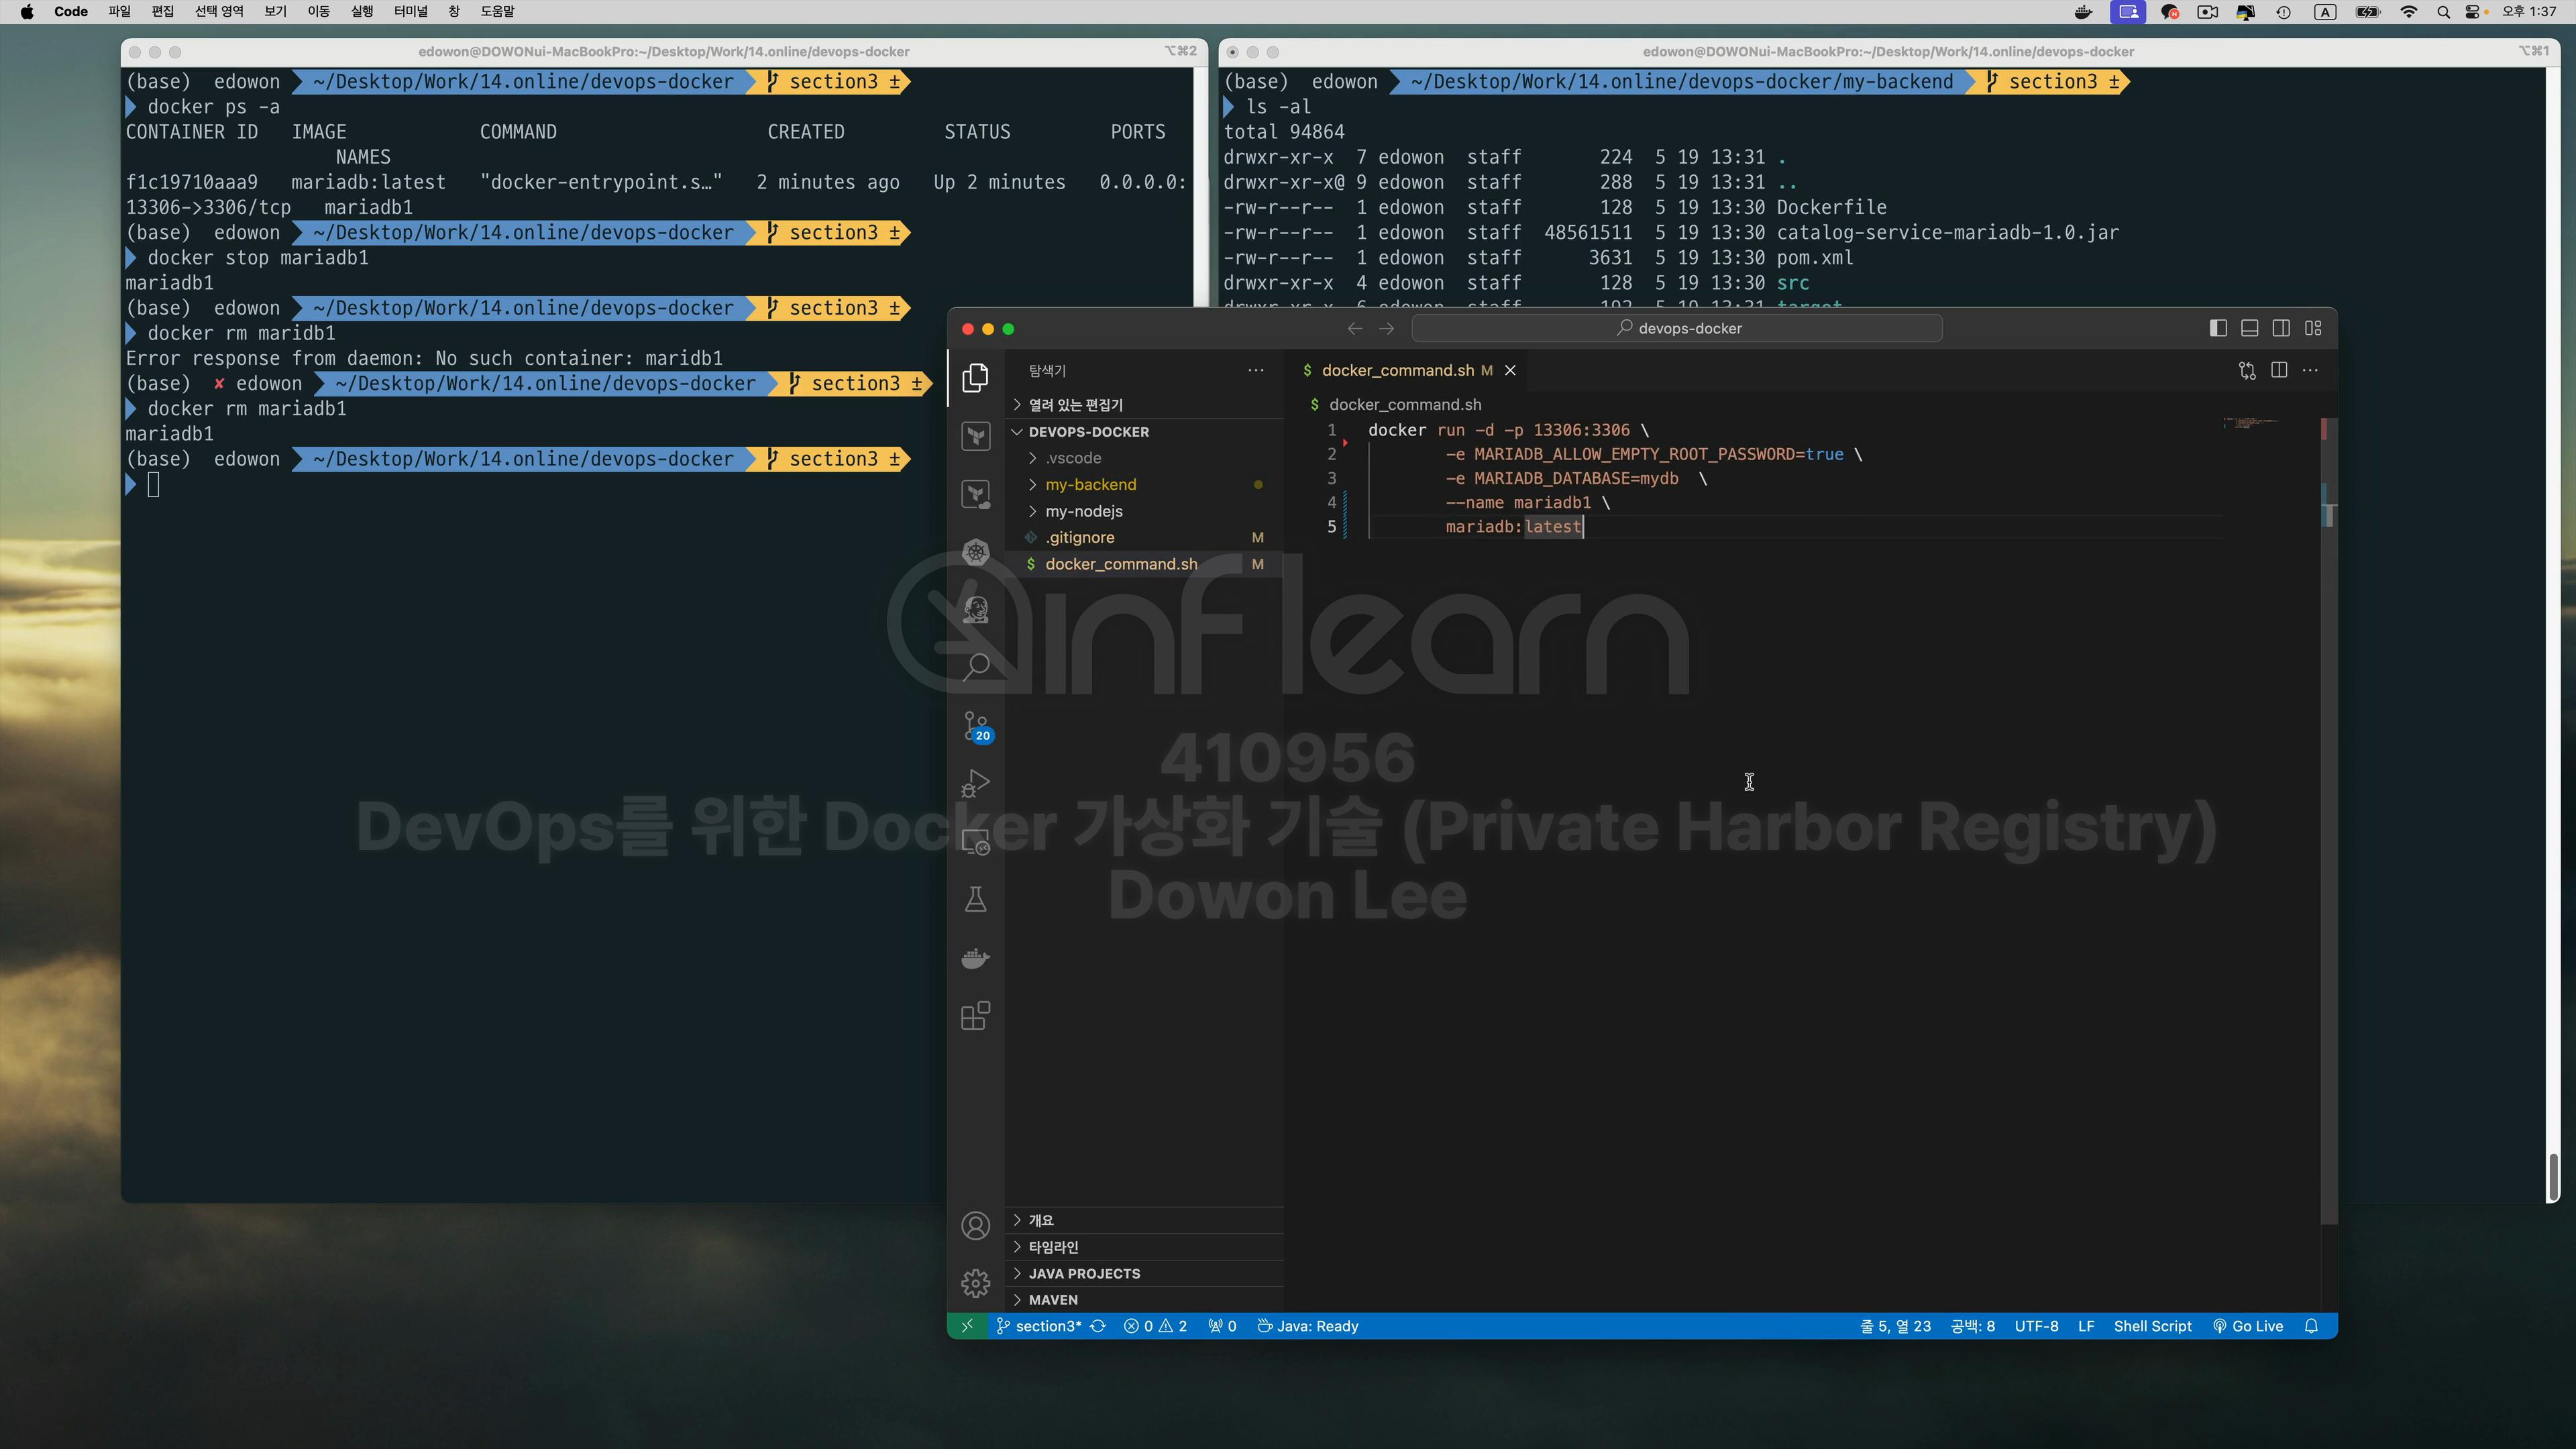 Code 파일 편집 선택 영역 보기 이동 실행 터미널 창 도움말
A 오후 1:37
edowon@DOWONui-MacBookPro:~/Desktop/Work/14.online/devops-docker ⌥⌘2
(base) edowon ~/Desktop/Work/14.online/devops-docker section3 ±
docker ps -a
CONTAINER ID IMAGE COMMAND CREATED STATUS PORTS
NAMES
f1c19710aaa9 mariadb:latest "docker-entrypoint.s…" 2 minutes ago Up 2 minutes 0.0.0.0:
13306->3306/tcp mariadb1
(base) edowon ~/Desktop/Work/14.online/devops-docker section3 ±
docker stop mariadb1
mariadb1
(base) edowon ~/Desktop/Work/14.online/devops-docker section3 ±
docker rm maridb1
Error response from daemon: No such container: maridb1
(base) ✘ edowon ~/Desktop/Work/14.online/devops-docker section3 ±
docker rm mariadb1
mariadb1
(base) edowon ~/Desktop/Work/14.online/devops-docker section3 ±
edowon@DOWONui-MacBookPro:~/Desktop/Work/14.online/devops-docker ⌥⌘1
(base) edowon ~/Desktop/Work/14.online/devops-docker/my-backend section3 ±
ls -al
total 94864
drwxr-xr-x 7 edowon staff 224 5 19 13:31 .
drwxr-xr-x@ 9 edowon staff 288 5 19 13:31 ..
-rw-r--r-- 1 edowon staff 128 5 19 13:30 Dockerfile
-rw-r--r-- 1 edowon staff 48561511 5 19 13:30 catalog-service-mariadb-1.0.jar
-rw-r--r-- 1 edowon staff 3631 5 19 13:30 pom.xml
drwxr-xr-x 4 edowon staff 128 5 19 13:30 src
drwxr-xr-x 6 edowon staff 192 5 19 13:31 target
devops-docker
탐색기
열려 있는 편집기
DEVOPS-DOCKER
.vscode
my-backend
my-nodejs
.gitignore M
docker_command.sh M
20
개요
타임라인
JAVA PROJECTS
MAVEN
$ docker_command.sh M
$ docker_command.sh
1 docker run -d -p 13306:3306 \
2 -e MARIADB_ALLOW_EMPTY_ROOT_PASSWORD=true \
3 -e MARIADB_DATABASE=mydb \
4 --name mariadb1 \
5 mariadb:latest
inflearn
410956
DevOps를 위한 Docker 가상화 기술 (Private Harbor Registry)
Dowon Lee
section3* 0 2 0 Java: Ready 줄 5, 열 23 공백: 8 UTF-8 LF Shell Script Go Live